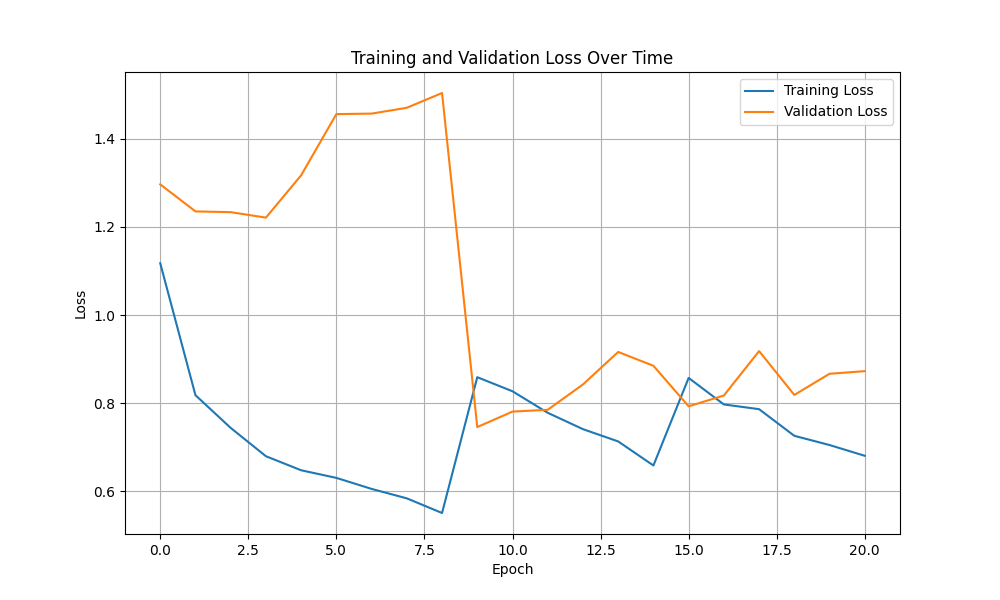 Training and Validation Loss Over Time
Training Loss
Validation Loss
1.4
1.2
1.0
0.8
0.6
Loss
0.0 2.5 5.0 7.5 10.0 12.5 15.0 17.5 20.0
Epoch